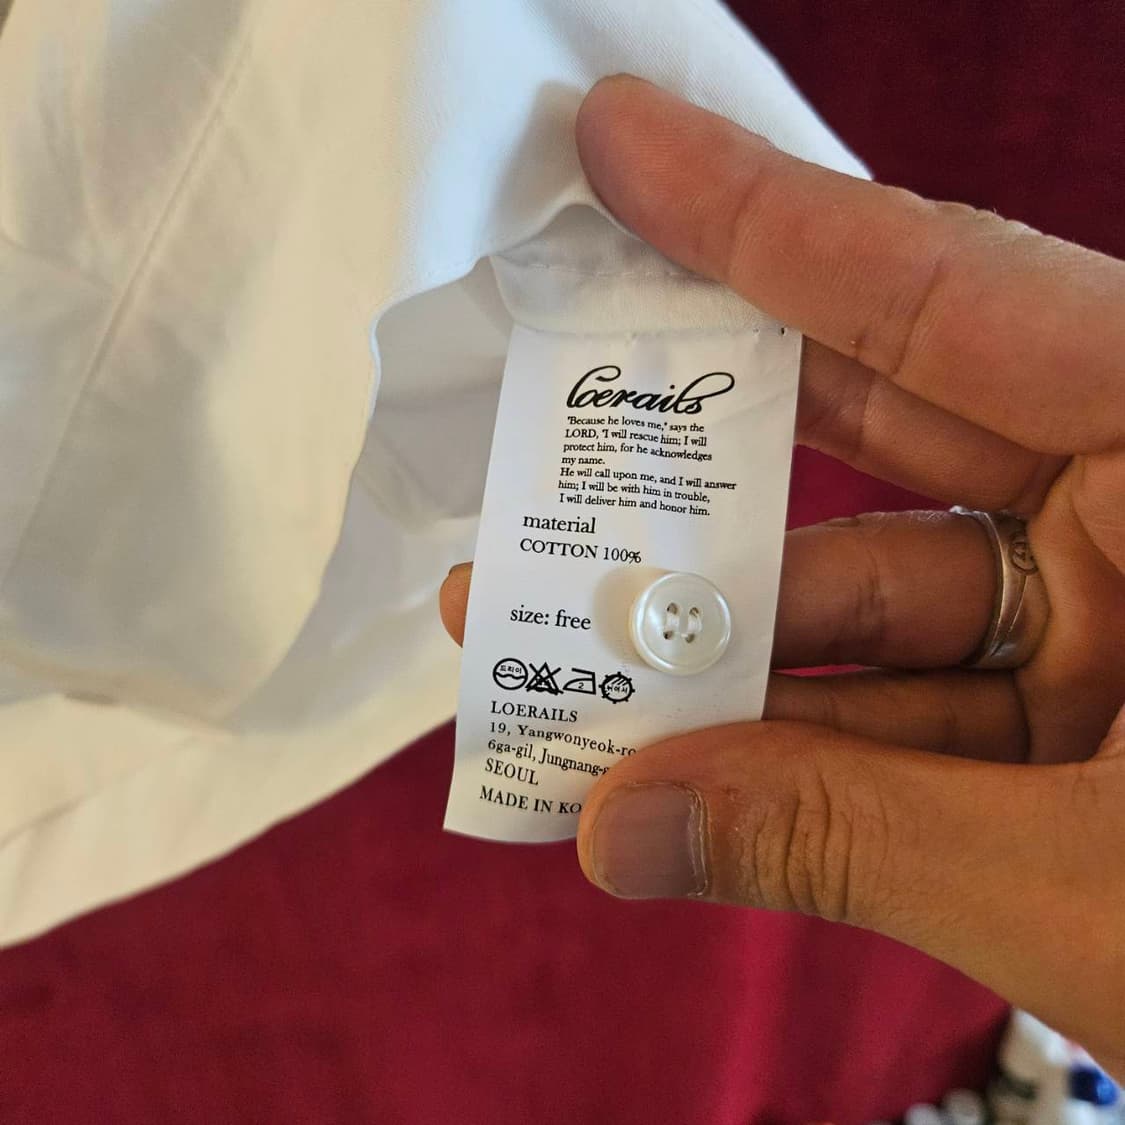 Loerails
"Because he loves me," says the
LORD, "I will rescue him; I will
protect him, for he acknowledges
my name.
He will call upon me, and I will answer
him; I will be with him in trouble,
I will deliver him and honor him.
material
COTTON 100%
size: free
드라이
2
LOERAILS
19, Yangwonyeok-ro
6ga-gil, Jungnang-g
SEOUL
MADE IN KO